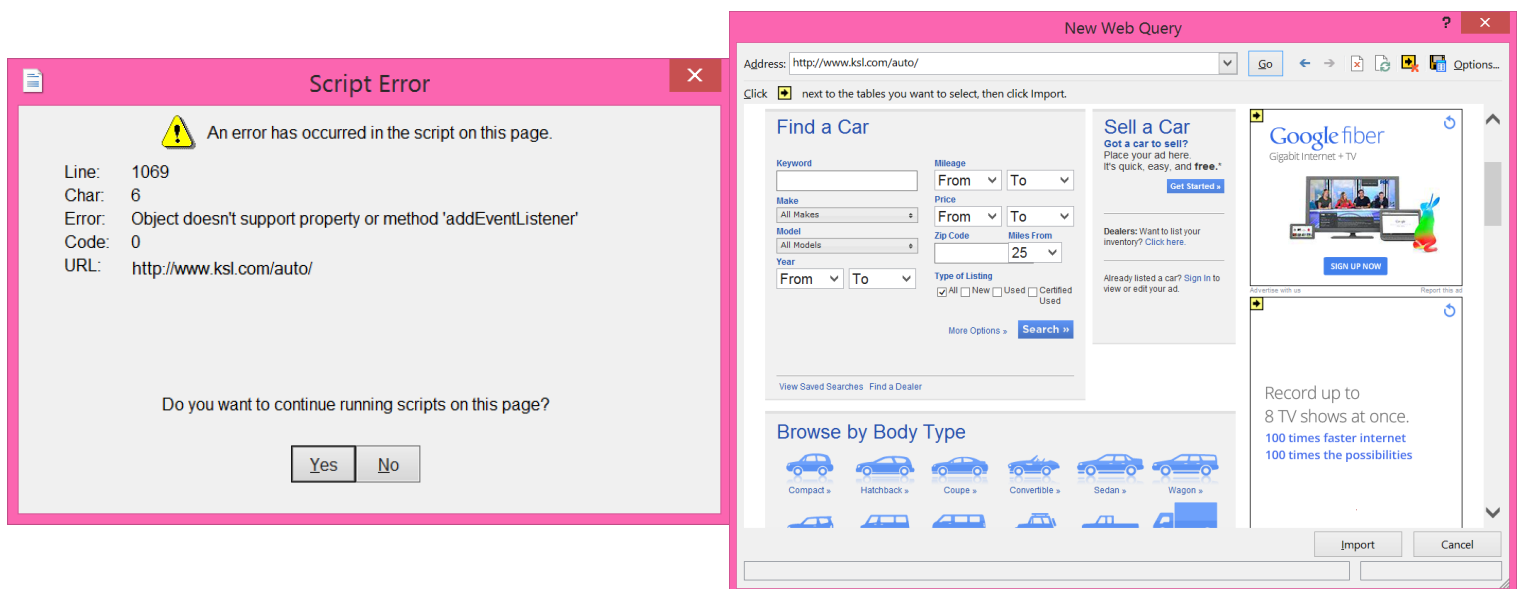 Script Error
An error has occurred in the script on this page.
Line: 1069
Char: 6
Error: Object doesn't support property or method 'addEventListener'
Code: 0
URL: http://www.ksl.com/auto/
Do you want to continue running scripts on this page?
Yes No
New Web Query
?
Address: http://www.ksl.com/auto/ Go Options...
Click next to the tables you want to select, then click Import.
Find a Car
Keyword
Make
All Makes
Model
All Models
Year
From To
Mileage
From To
Price
From To
Zip Code Miles From
25
Type of Listing
All New Used Certified
Used
More Options » Search »
View Saved Searches Find a Dealer
Sell a Car
Got a car to sell?
Place your ad here.
It's quick, easy, and free.*
Get Started »
Dealers: Want to list your
inventory? Click here.
Already listed a car? Sign In to
view or edit your ad.
Browse by Body Type
Compact » Hatchback » Coupe » Convertible » Sedan » Wagon »
Google fiber
Gigabit Internet + TV
SIGN UP NOW
Advertise with us Report this ad
Record up to
8 TV shows at once.
100 times faster internet
100 times the possibilities
Import Cancel